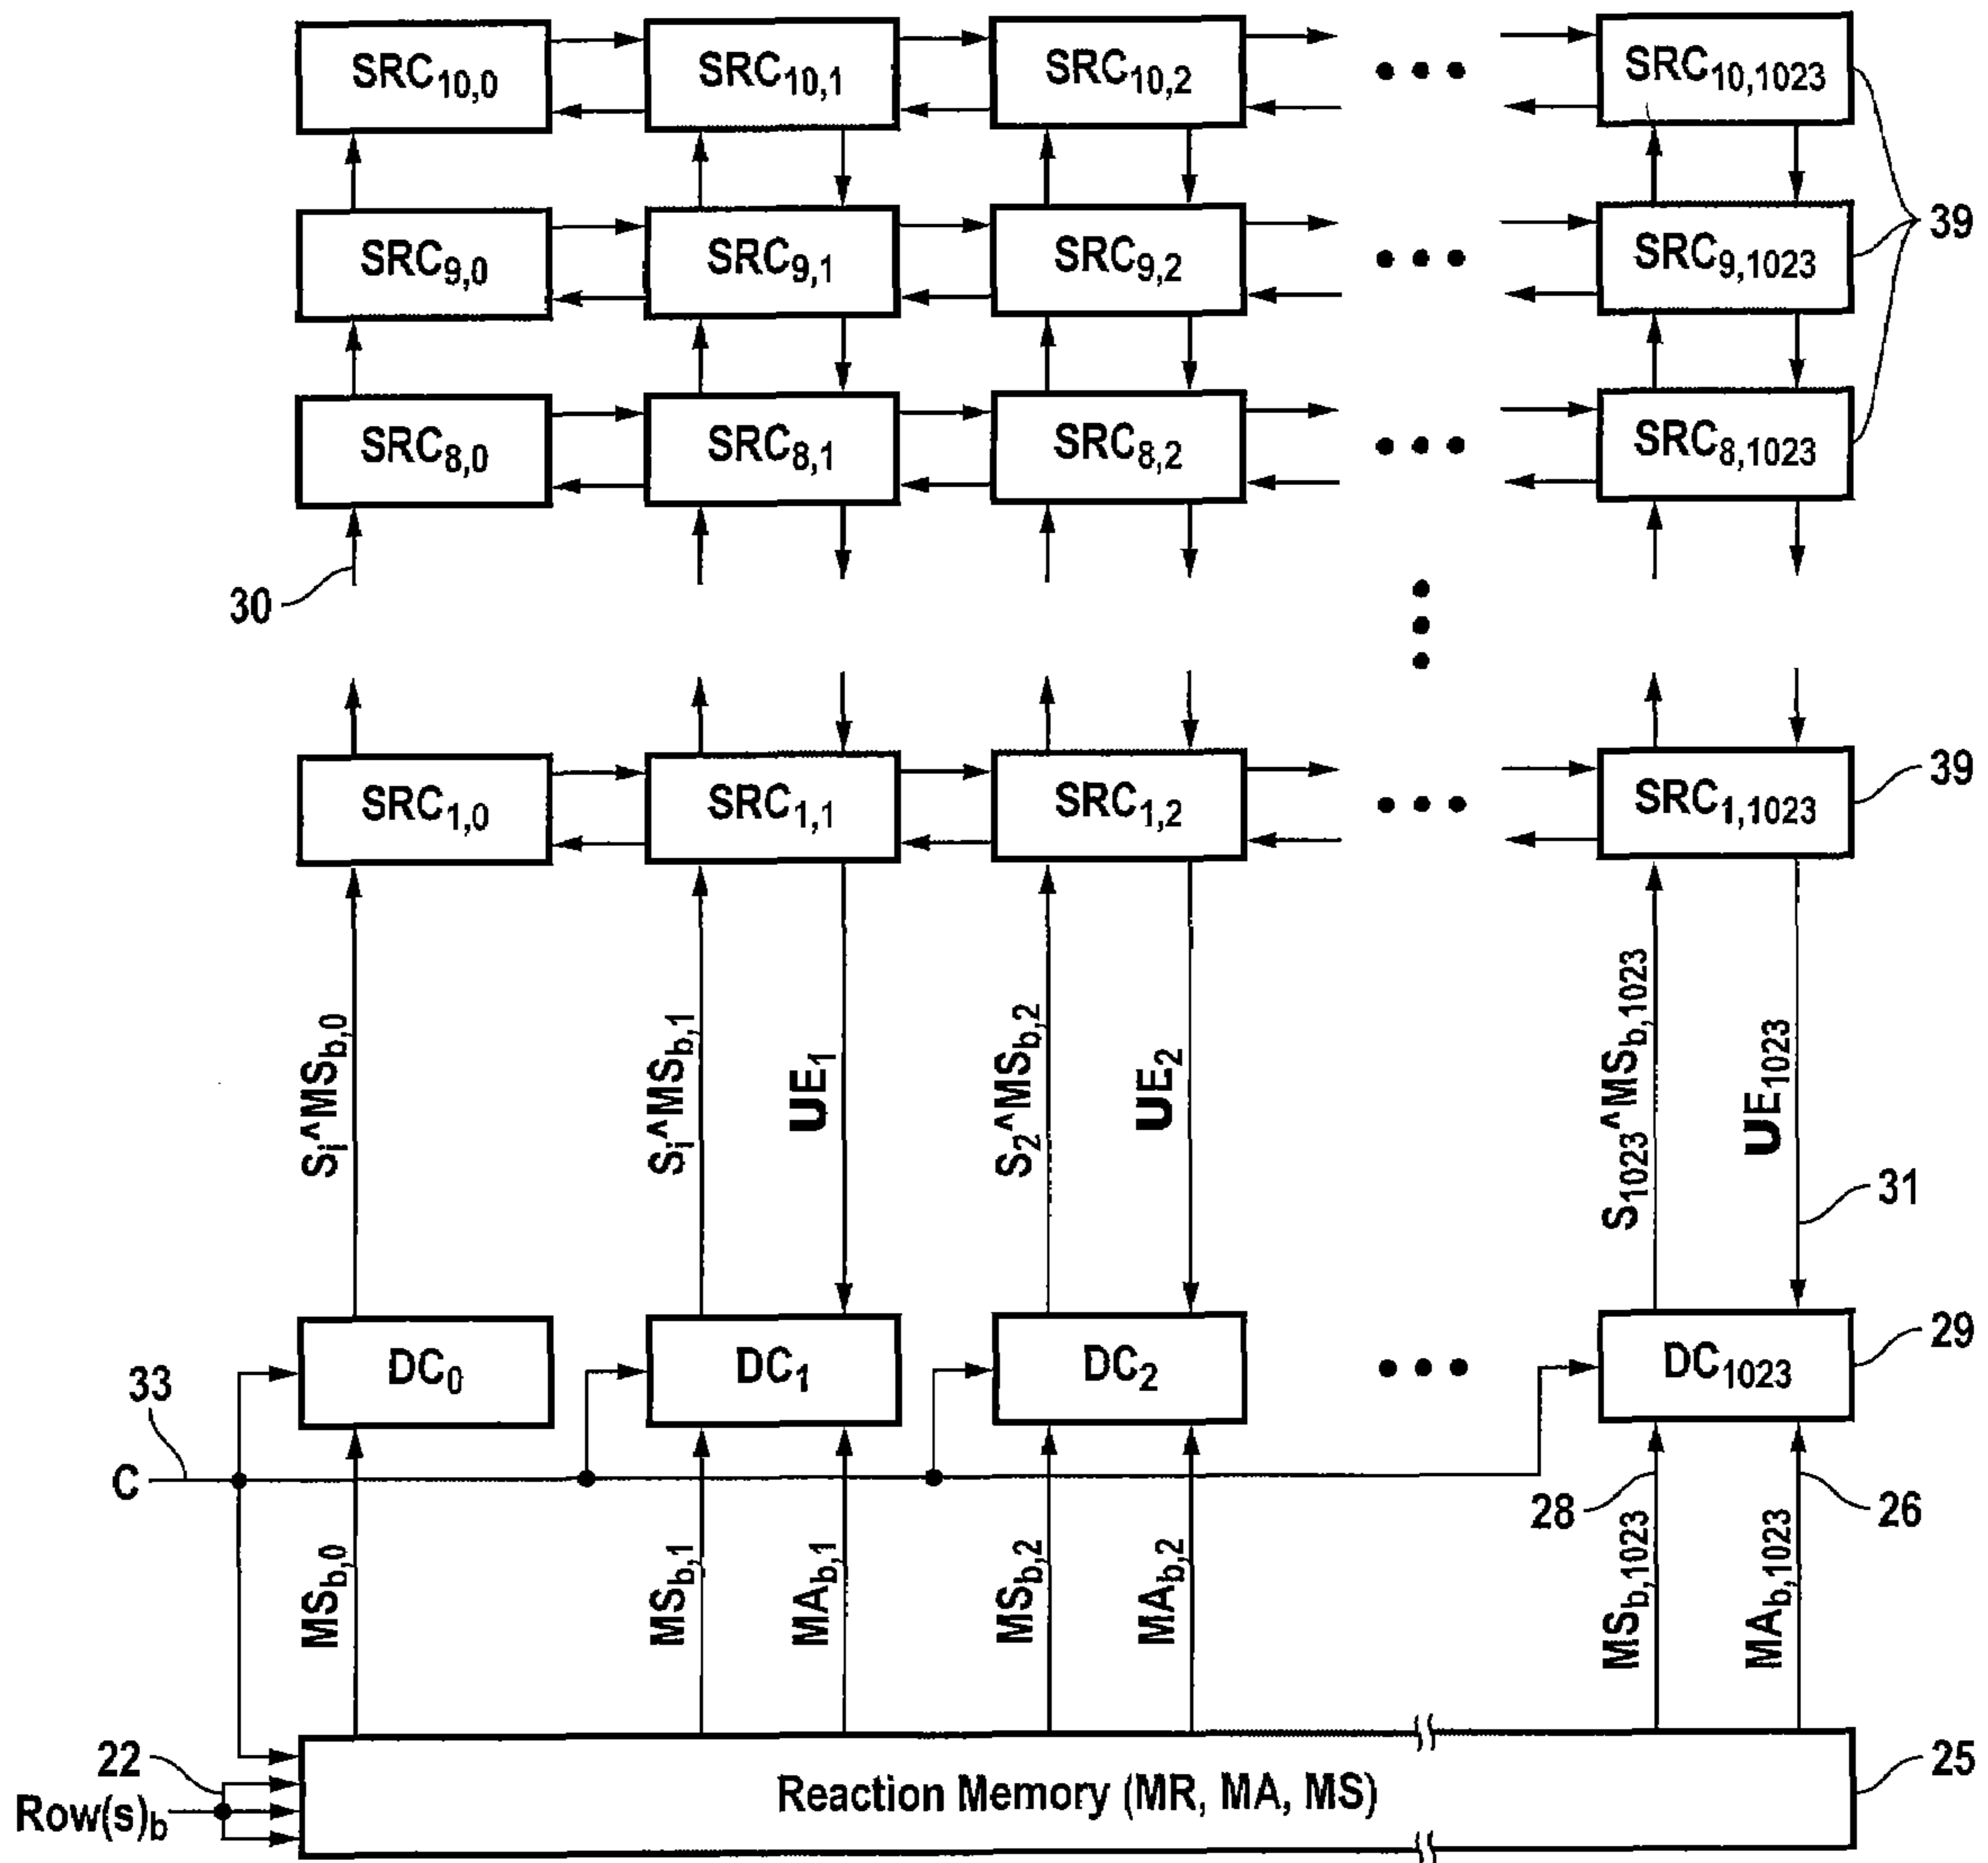 SRC10,0 SRC10,1 SRC10,2 ••• SRC10,1023
39
SRC9,0 SRC9,1 SRC9,2 ••• SRC9,1023
SRC8,0 SRC8,1 SRC8,2 ••• SRC8,1023
30
SRC1,0 SRC1,1 SRC1,2 ••• SRC1,1023
39
Si^MSb,0
Si^MSb,1
UE1
S2^MSb,2
UE2
S1023^MSb,1023
UE1023
31
DC0 DC1 DC2 ••• DC1023
29
33
C
28
26
MSb,0
MSb,1
MAb,1
MSb,2
MAb,2
MSb,1023
MAb,1023
22
Row(s)b
Reaction Memory (MR, MA, MS)
25